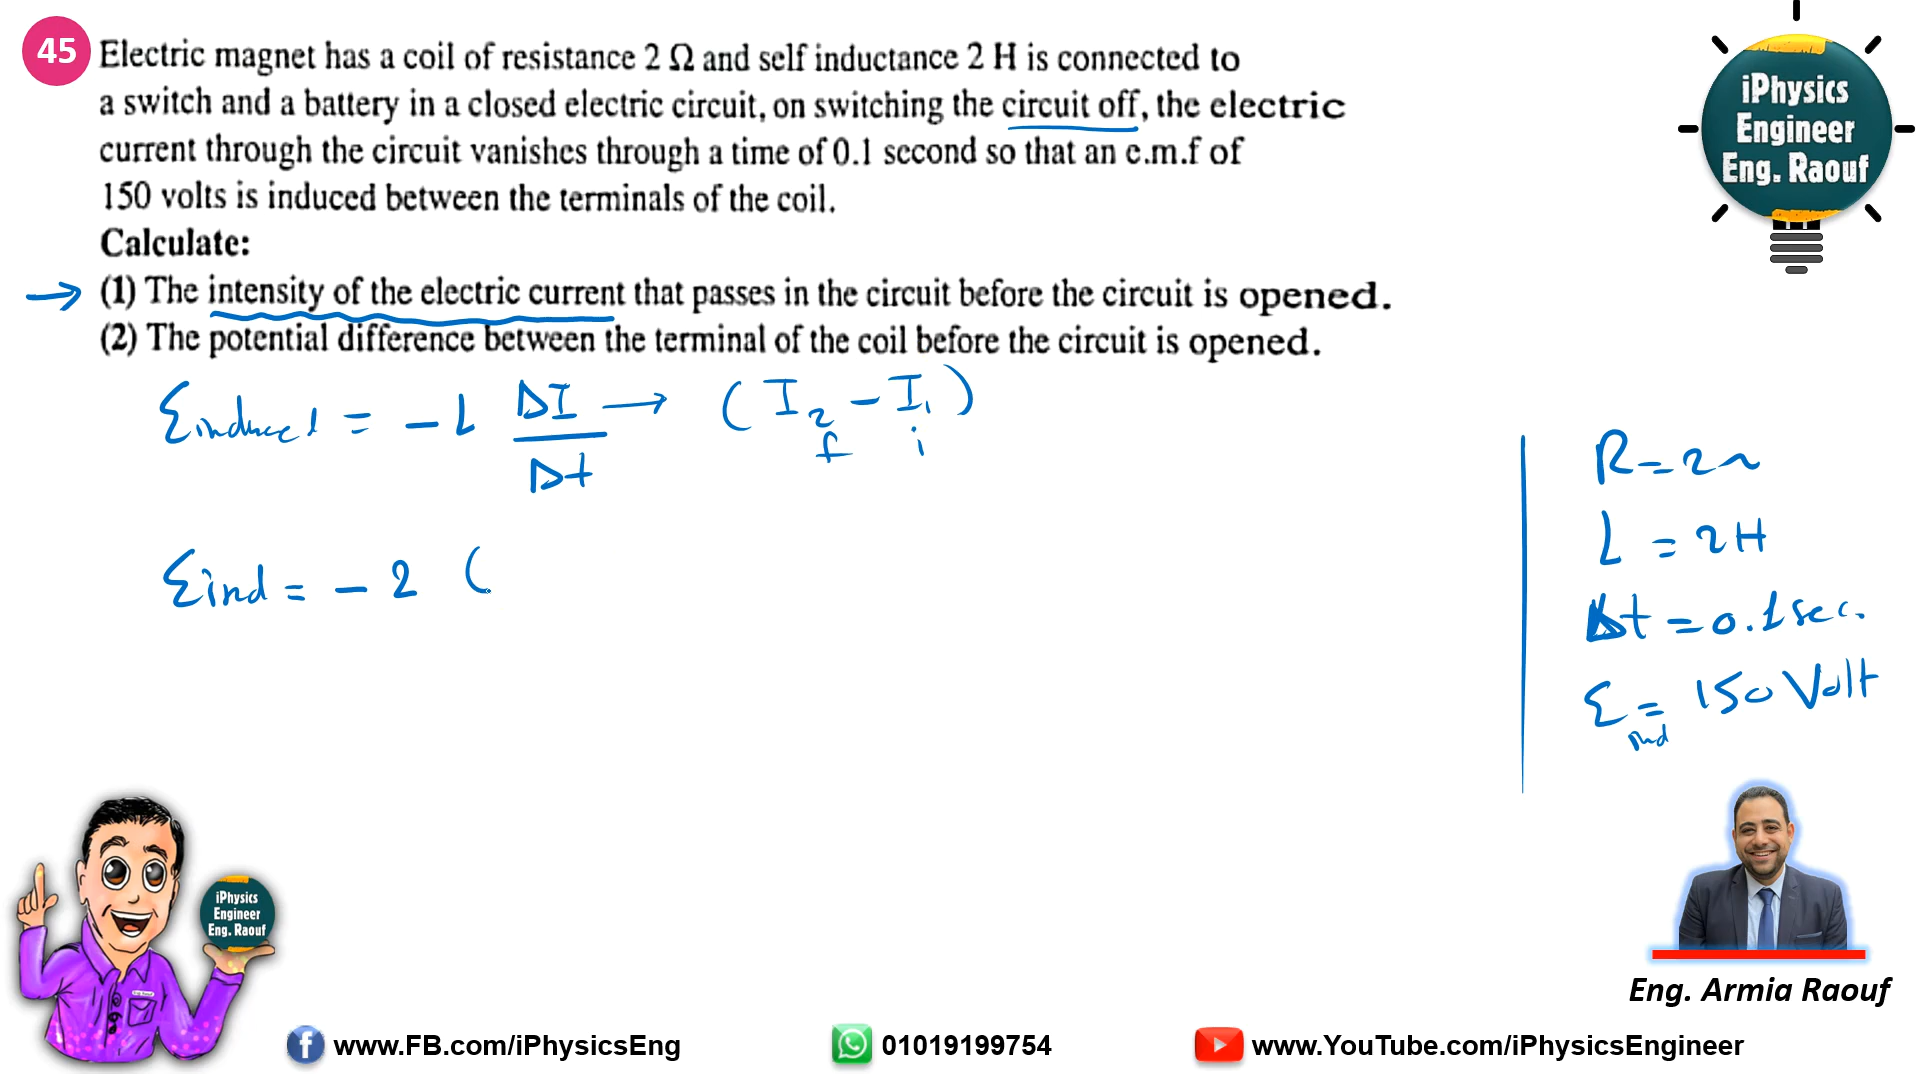 45 Electric magnet has a coil of resistance 2 Ω and self inductance 2 H is connected to
a switch and a battery in a closed electric circuit, on switching the circuit off, the electric
current through the circuit vanishes through a time of 0.1 second so that an e.m.f of
150 volts is induced between the terminals of the coil.
Calculate:
→ (1) The intensity of the electric current that passes in the circuit before the circuit is opened.
(2) The potential difference between the terminal of the coil before the circuit is opened.
Ɛinduced = - L ΔI/Δt → (I₂ - I₁)
f i
Ɛind = - 2 (
R = 2 Ω
L = 2 H
Δt = 0.1 sec.
Ɛind = 150 Volt
iPhysics
Engineer
Eng. Raouf
iPhysics
Engineer
Eng. Raouf
Eng. Armia Raouf
www.FB.com/iPhysicsEng
01019199754
www.YouTube.com/iPhysicsEngineer